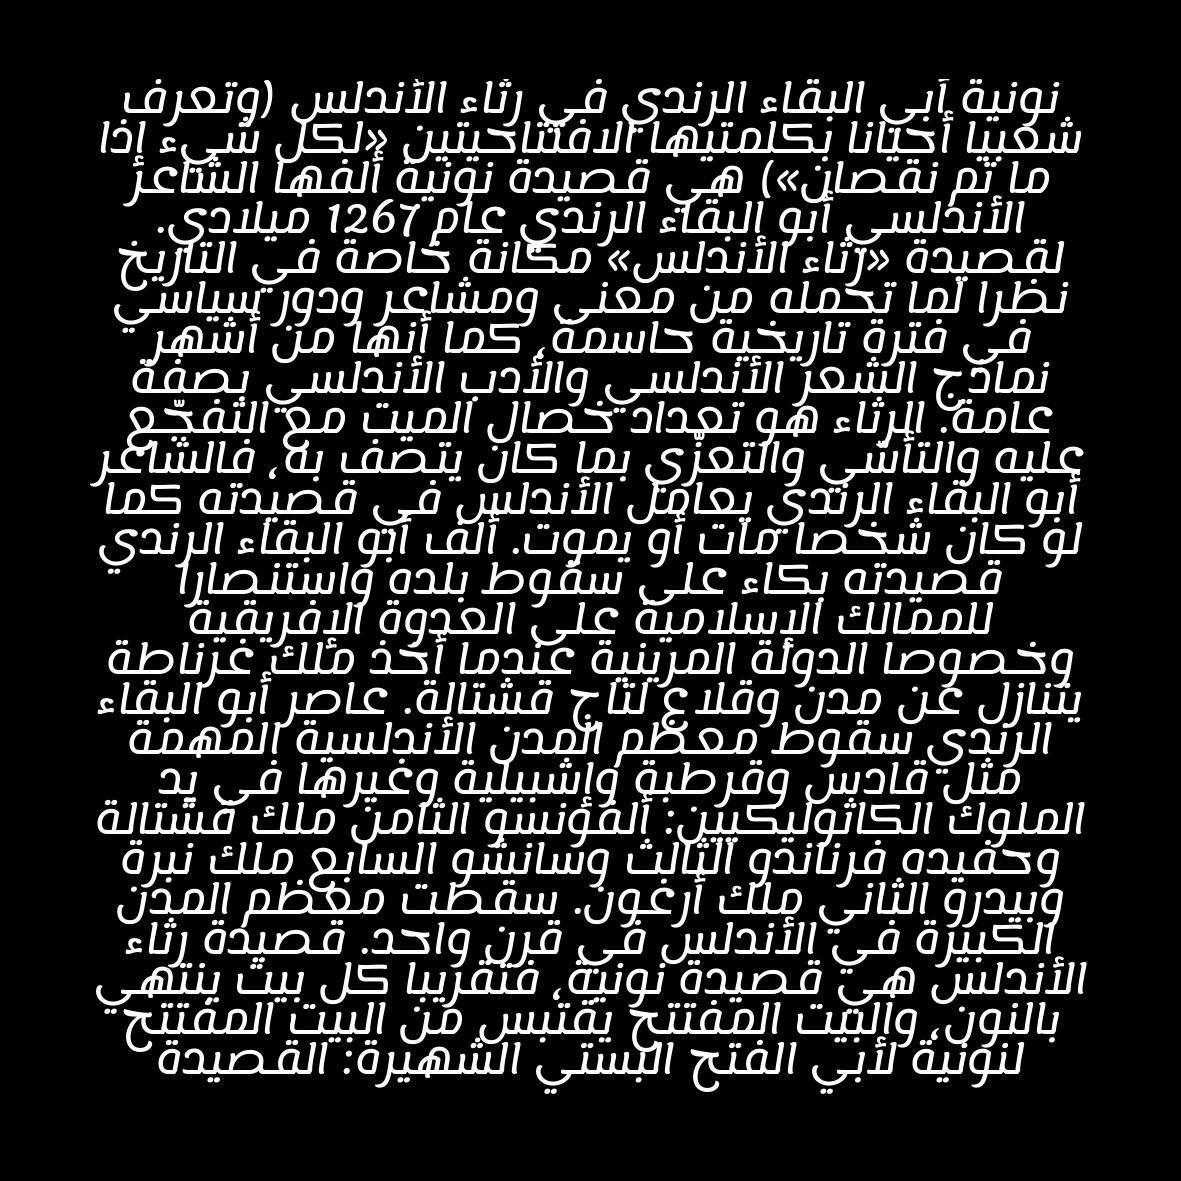 نونية أبي البقاء الرندي في رثاء الأندلس (وتعرف
شعبيا أحيانا بكلمتيها الافتتاحيتين «لكل شيء إذا
ما تم نقصان») هي قصيدة نونية ألفها الشاعر
الأندلسي أبو البقاء الرندي عام 1267 ميلادي.
لقصيدة «رثاء الأندلس» مكانة خاصة في التاريخ
نظرا لما تحمله من معنى ومشاعر ودور سياسي
في فترة تاريخية حاسمة، كما أنها من أشهر
نماذج الشعر الأندلسي والأدب الأندلسي بصفة
عامة. الرثاء هو تعداد خصال الميت مع التفجّع
عليه والتأسّي والتعزّي بما كان يتصف به، فالشاعر
أبو البقاء الرندي يعامل الأندلس في قصيدته كما
لو كان شخصا مات أو يموت. ألف أبو البقاء الرندي
قصيدته بكاء على سقوط بلده واستنصارا
للممالك الإسلامية على العدوة الإفريقية
وخصوصا الدولة المرينية عندما أخذ ملك غرناطة
يتنازل عن مدن وقلاع لتاج قشتالة. عاصر أبو البقاء
الرندي سقوط معظم المدن الأندلسية المهمة
مثل قادس وقرطبة وإشبيلية وغيرها في يد
الملوك الكاثوليكيين: ألفونسو الثامن ملك قشتالة
وحفيده فرناندو الثالث وسانشو السابع ملك نبرة
وبيدرو الثاني ملك أرغون. سقطت معظم المدن
الكبيرة في الأندلس في قرن واحد. قصيدة رثاء
الأندلس هي قصيدة نونية، فتقريبا كل بيت ينتهي
بالنون، والبيت المفتتح يقتبس من البيت المفتتح
لنونية لأبي الفتح البستي الشهيرة: القصيدة